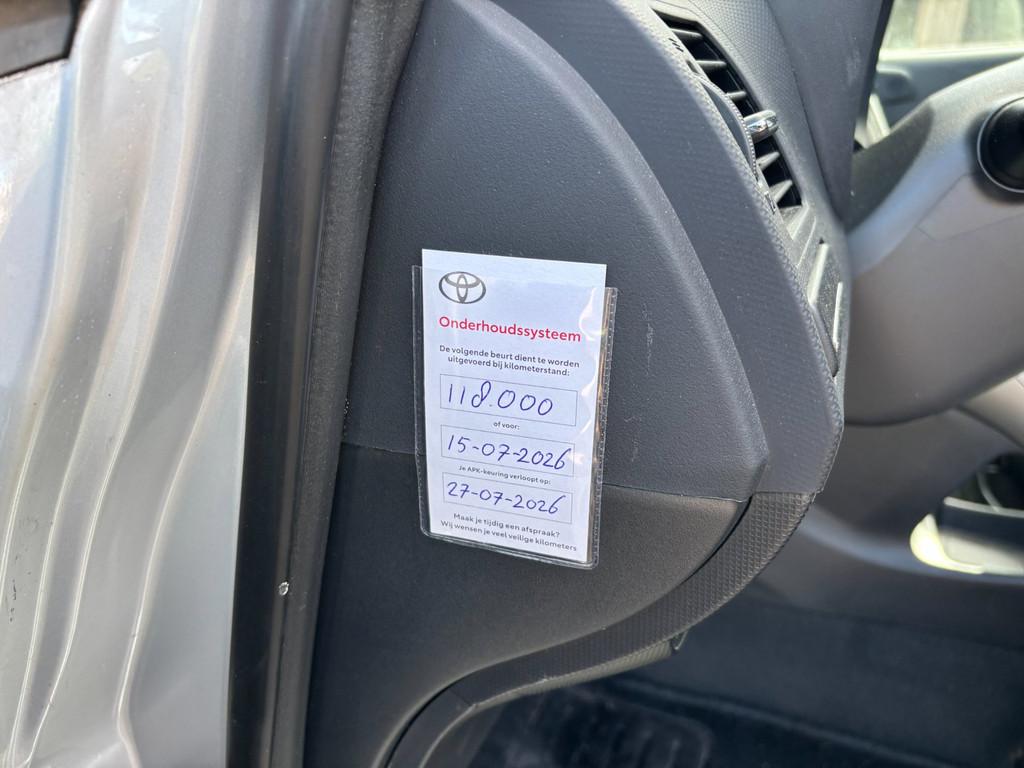 Onderhoudssysteem
De volgende beurt dient te worden
uitgevoerd bij kilometerstand:
118.000
of voor:
15-07-2026
Je APK-keuring verloopt op:
27-07-2026
Maak je tijdig een afspraak?
Wij wensen je veel veilige kilometers